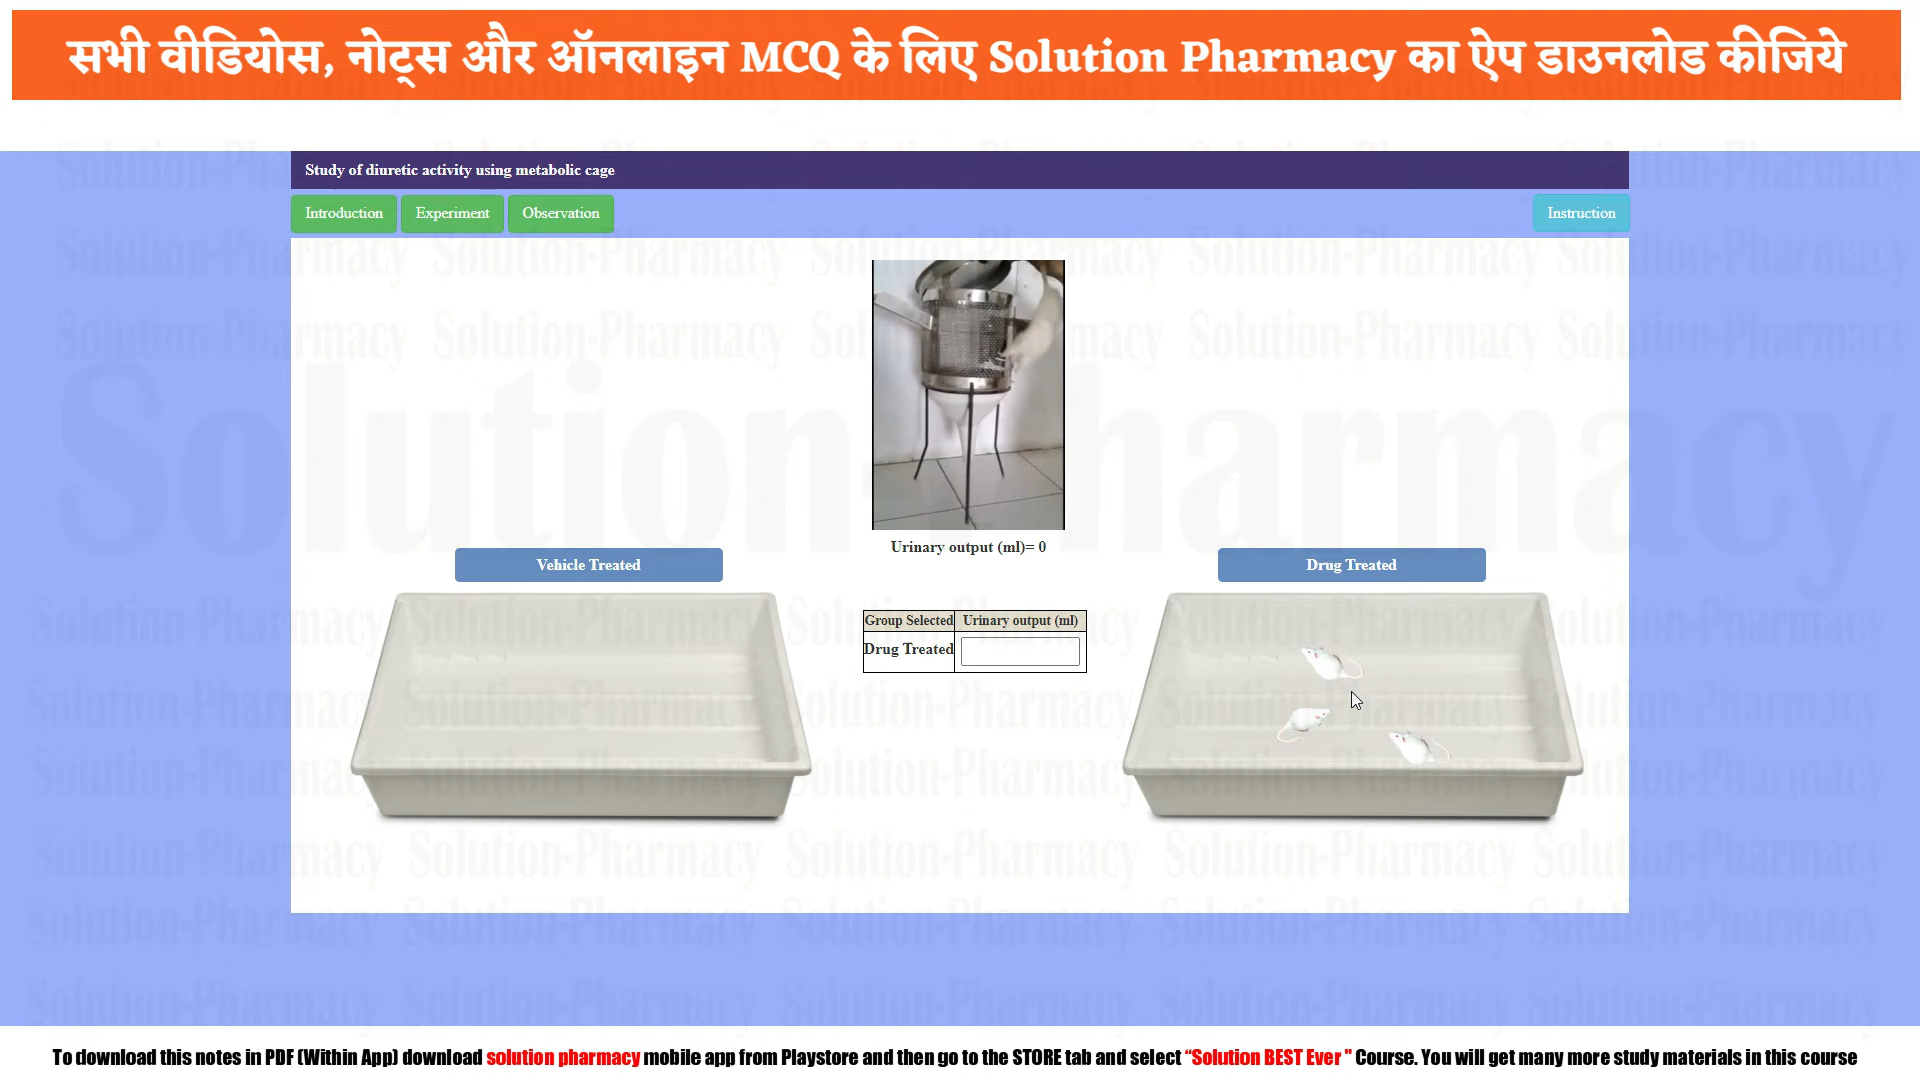 सभी वीडियोस, नोट्स और ऑनलाइन MCQ के लिए Solution Pharmacy का ऐप डाउनलोड कीजिये
Study of diuretic activity using metabolic cage
Introduction
Experiment
Observation
Instruction
Urinary output (ml)= 0
Vehicle Treated
Drug Treated
Group Selected Urinary output (ml)
Drug Treated
Solution-Pharmacy
To download this notes in PDF (Within App) download solution pharmacy mobile app from Playstore and then go to the STORE tab and select “Solution BEST Ever " Course. You will get many more study materials in this course